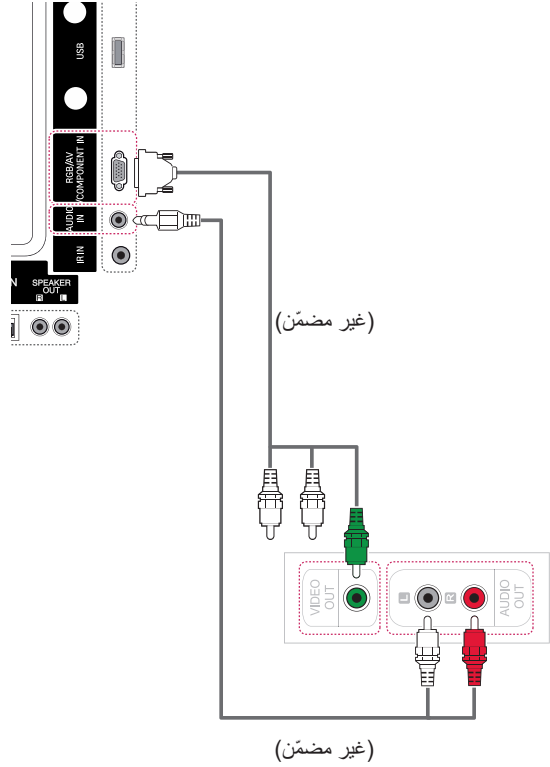 USB
RGB/AV
/COMPONENT IN
AUDIO
IN
IR IN
N
SPEAKER
OUT
R L
(غير مضمّن)
VIDEO
OUT
L R
AUDIO
OUT
(غير مضمّن)